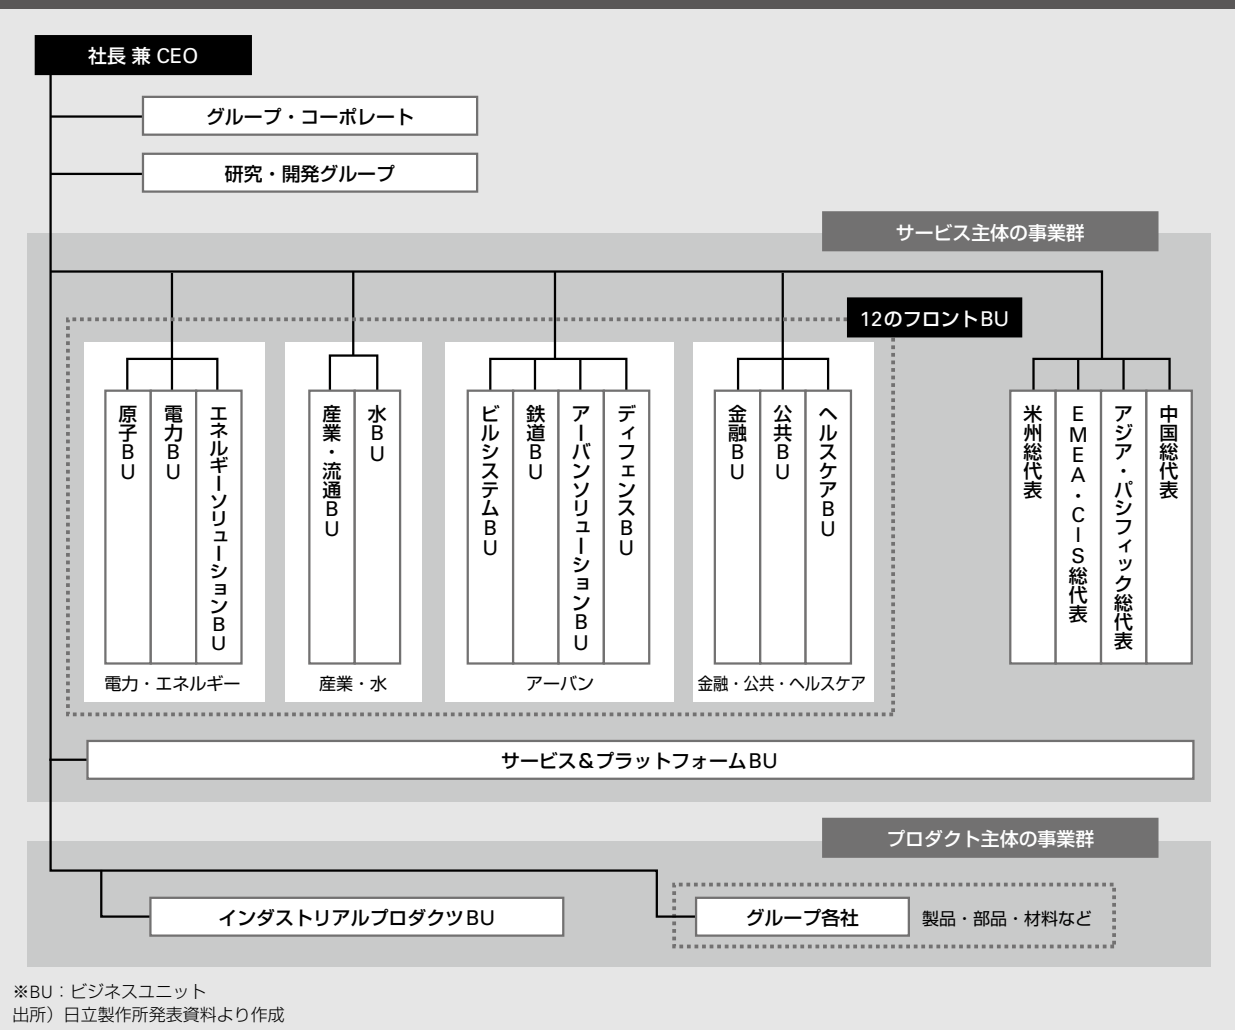 社長 兼 CEO
グループ・コーポレート
研究・開発グループ
サービス主体の事業群
12のフロントBU
原子BU
電力BU
エネルギーソリューションBU
電力・エネルギー
産業・流通BU
水BU
産業・水
ビルシステムBU
鉄道BU
アーバンソリューションBU
ディフェンスBU
アーバン
金融BU
公共BU
ヘルスケアBU
金融・公共・ヘルスケア
米州総代表
EMEA・CIS総代表
アジア・パシフィック総代表
中国総代表
サービス&プラットフォームBU
プロダクト主体の事業群
インダストリアルプロダクツBU
グループ各社
製品・部品・材料など
※BU：ビジネスユニット
出所）日立製作所発表資料より作成